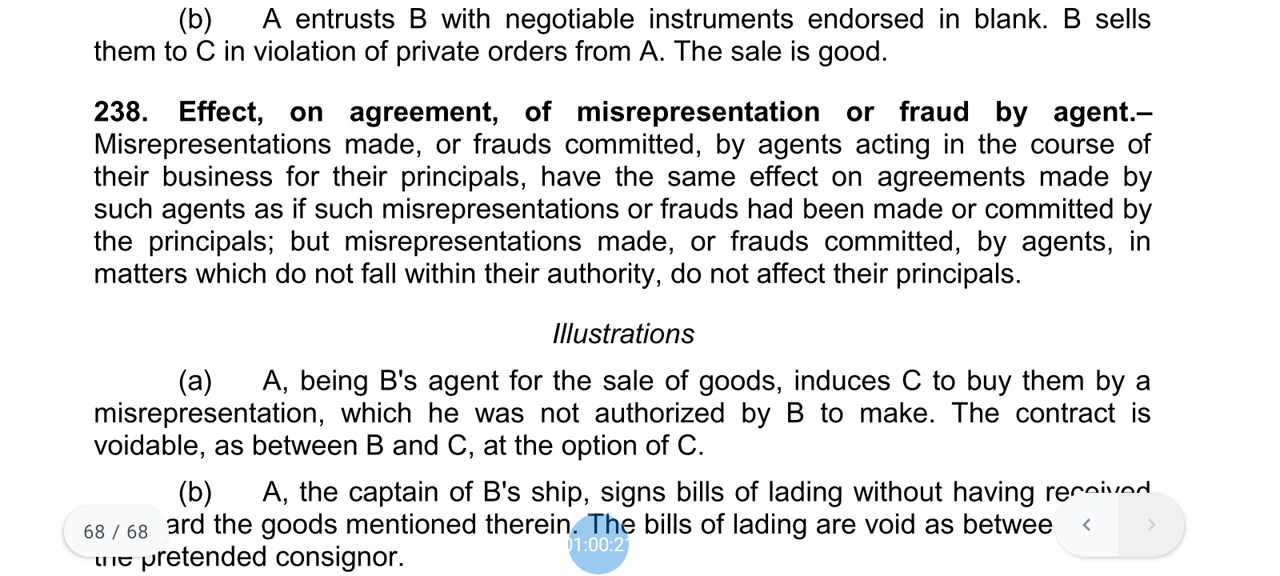 (b) A entrusts B with negotiable instruments endorsed in blank. B sells
them to C in violation of private orders from A. The sale is good.
238. Effect, on agreement, of misrepresentation or fraud by agent.–
Misrepresentations made, or frauds committed, by agents acting in the course of
their business for their principals, have the same effect on agreements made by
such agents as if such misrepresentations or frauds had been made or committed by
the principals; but misrepresentations made, or frauds committed, by agents, in
matters which do not fall within their authority, do not affect their principals.
Illustrations
(a) A, being B's agent for the sale of goods, induces C to buy them by a
misrepresentation, which he was not authorized by B to make. The contract is
voidable, as between B and C, at the option of C.
(b) A, the captain of B's ship, signs bills of lading without having received
the goods mentioned therein. The bills of lading are void as
the pretended consignor.
68 / 68
01:00:2